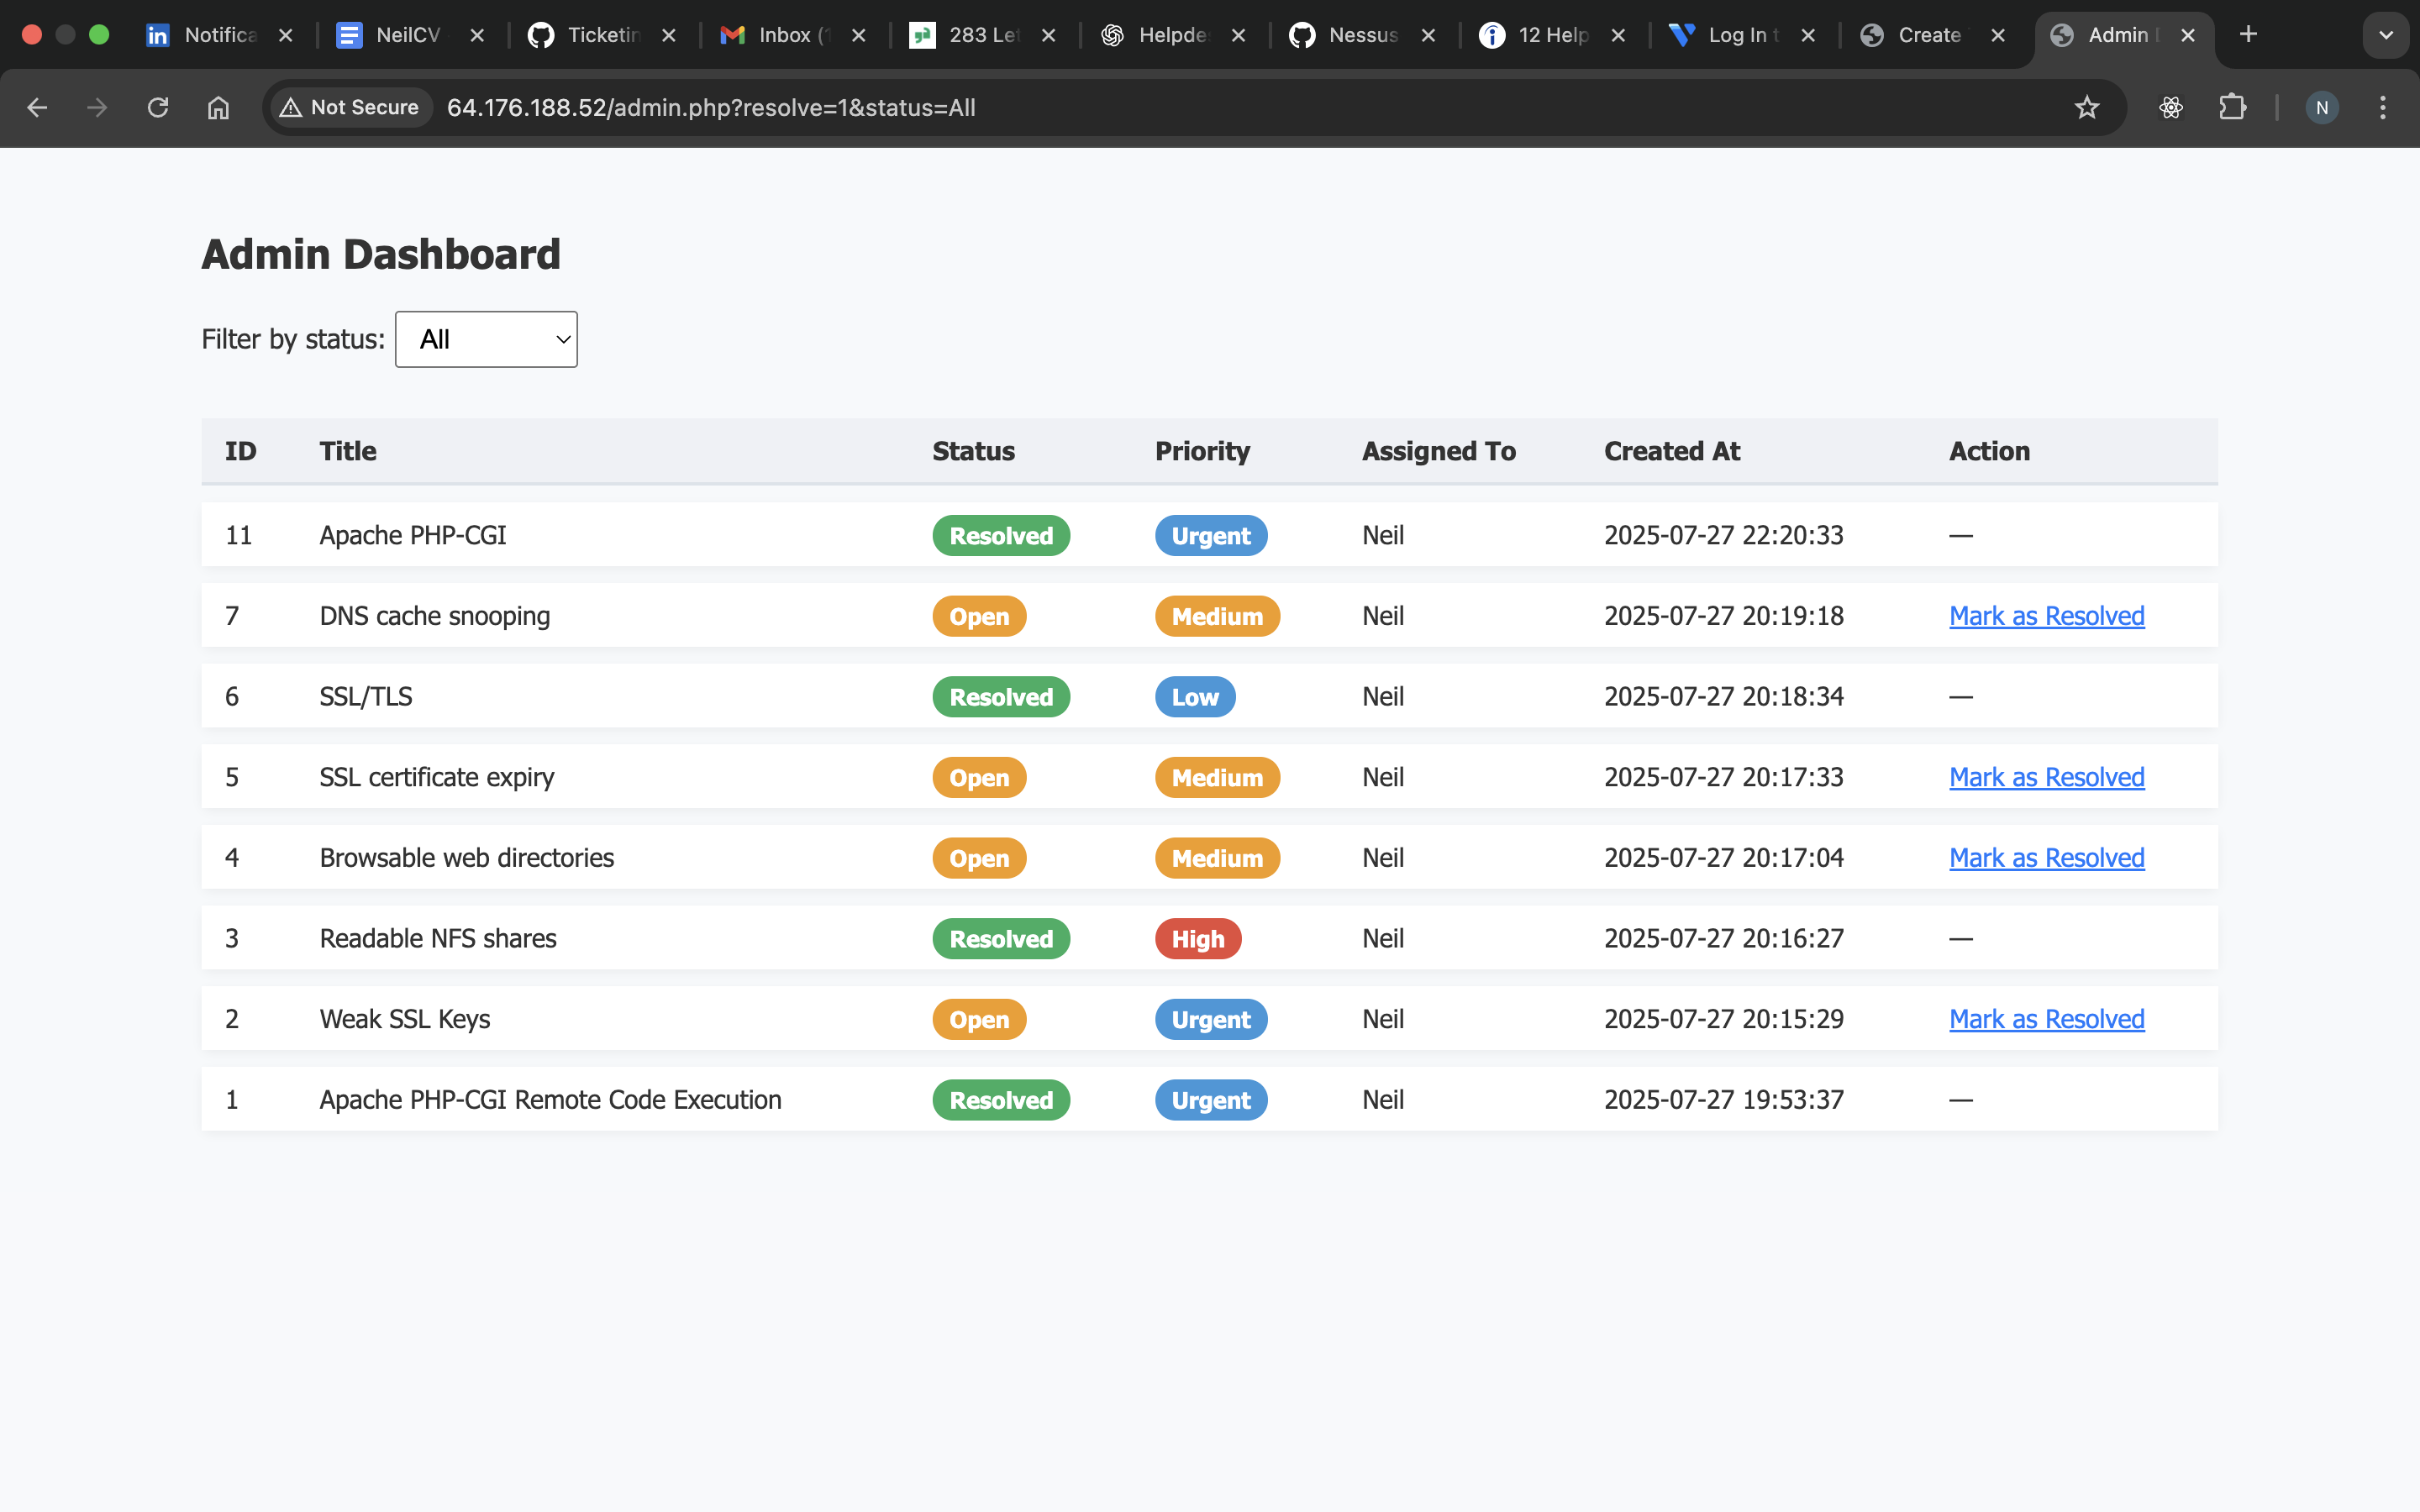 Notifica NeilCV Ticketin Inbox (1 283 Let Helpde Nessus 12 Help Log In t Create Admin D
Not Secure 64.176.188.52/admin.php?resolve=1&status=All N
Admin Dashboard
Filter by status: All
ID Title Status Priority Assigned To Created At Action
11 Apache PHP-CGI Resolved Urgent Neil 2025-07-27 22:20:33 —
7 DNS cache snooping Open Medium Neil 2025-07-27 20:19:18 Mark as Resolved
6 SSL/TLS Resolved Low Neil 2025-07-27 20:18:34 —
5 SSL certificate expiry Open Medium Neil 2025-07-27 20:17:33 Mark as Resolved
4 Browsable web directories Open Medium Neil 2025-07-27 20:17:04 Mark as Resolved
3 Readable NFS shares Resolved High Neil 2025-07-27 20:16:27 —
2 Weak SSL Keys Open Urgent Neil 2025-07-27 20:15:29 Mark as Resolved
1 Apache PHP-CGI Remote Code Execution Resolved Urgent Neil 2025-07-27 19:53:37 —